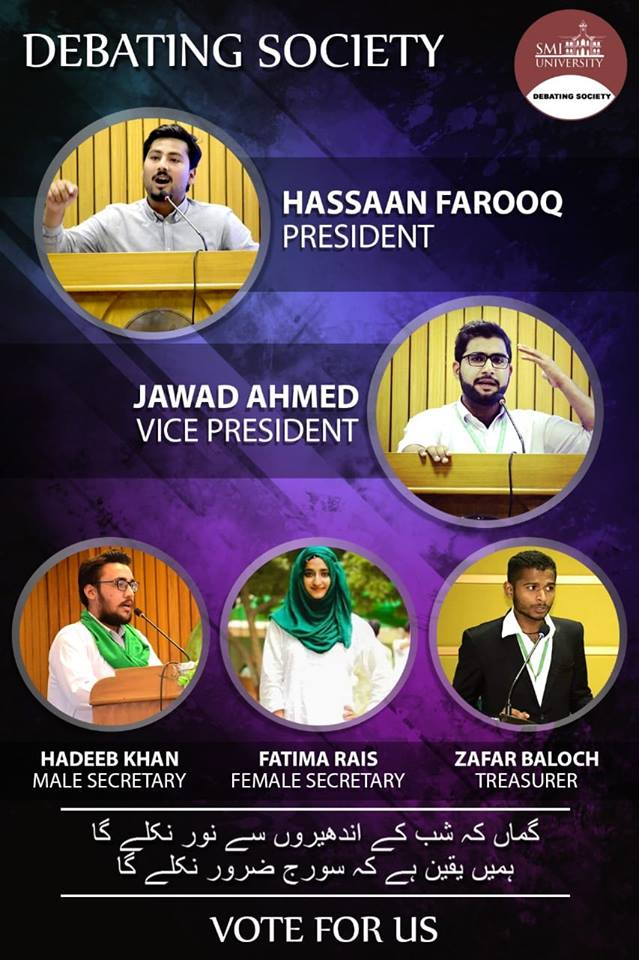 DEBATING SOCIETY
SMI
UNIVERSITY
DEBATING SOCIETY
HASSAAN FAROOQ
PRESIDENT
JAWAD AHMED
VICE PRESIDENT
HADEEB KHAN
MALE SECRETARY
FATIMA RAIS
FEMALE SECRETARY
ZAFAR BALOCH
TREASURER
گماں کہ شب کے اندھیروں سے نور نکلے گا
ہمیں یقین ہے کہ سورج ضرور نکلے گا
VOTE FOR US